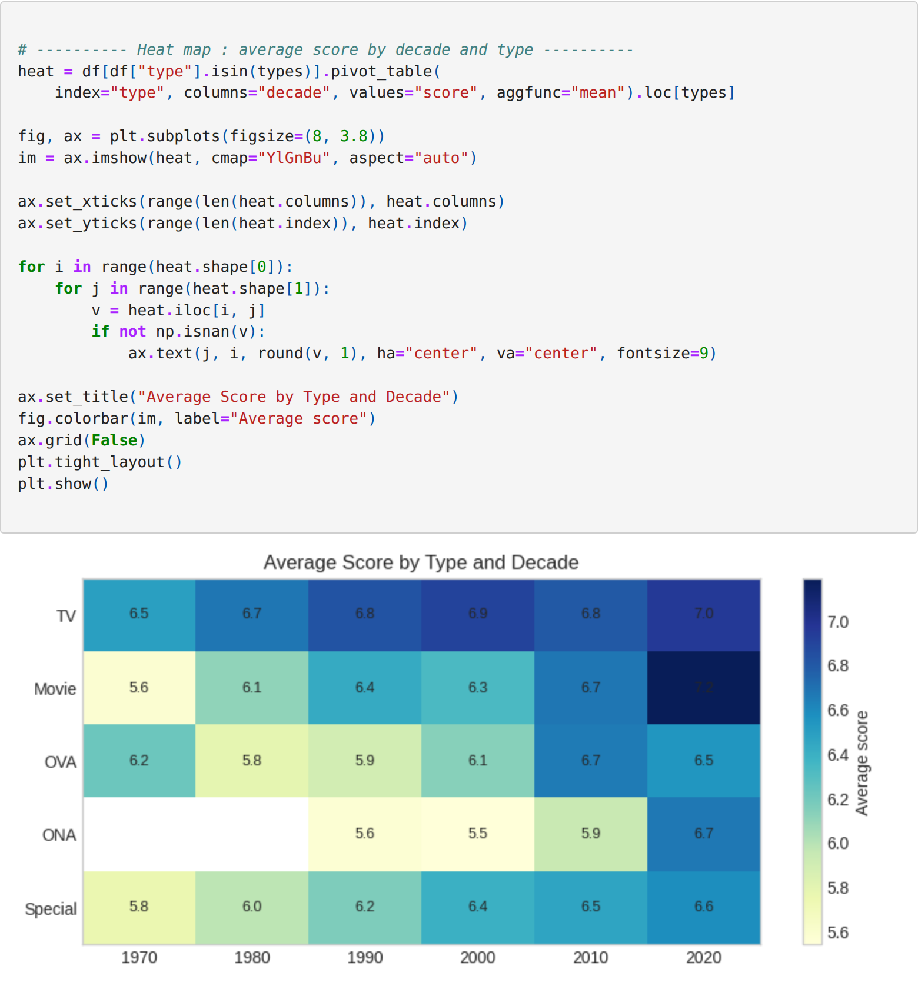 # ---------- Heat map : average score by decade and type ----------
heat = df[df["type"].isin(types)].pivot_table(
    index="type", columns="decade", values="score", aggfunc="mean").loc[types]
fig, ax = plt.subplots(figsize=(8, 3.8))
im = ax.imshow(heat, cmap="YlGnBu", aspect="auto")
ax.set_xticks(range(len(heat.columns)), heat.columns)
ax.set_yticks(range(len(heat.index)), heat.index)
for i in range(heat.shape[0]):
    for j in range(heat.shape[1]):
        v = heat.iloc[i, j]
        if not np.isnan(v):
            ax.text(j, i, round(v, 1), ha="center", va="center", fontsize=9)
ax.set_title("Average Score by Type and Decade")
fig.colorbar(im, label="Average score")
ax.grid(False)
plt.tight_layout()
plt.show()
Average Score by Type and Decade
TV 6.5 6.7 6.8 6.9 6.8 7.0
Movie 5.6 6.1 6.4 6.3 6.7 7.2
OVA 6.2 5.8 5.9 6.1 6.7 6.5
ONA 5.6 5.5 5.9 6.7
Special 5.8 6.0 6.2 6.4 6.5 6.6
1970 1980 1990 2000 2010 2020
7.0
6.8
6.6
6.4
6.2
6.0
5.8
5.6
Average score